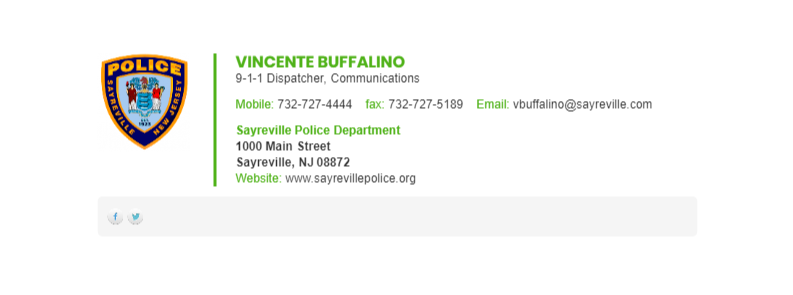 POLICE
SAYREVILLE
NEW JERSEY
VINCENTE BUFFALINO
9-1-1 Dispatcher, Communications
Mobile: 732-727-4444 fax: 732-727-5189 Email: vbuffalino@sayreville.com
Sayreville Police Department
1000 Main Street
Sayreville, NJ 08872
Website: www.sayrevillepolice.org